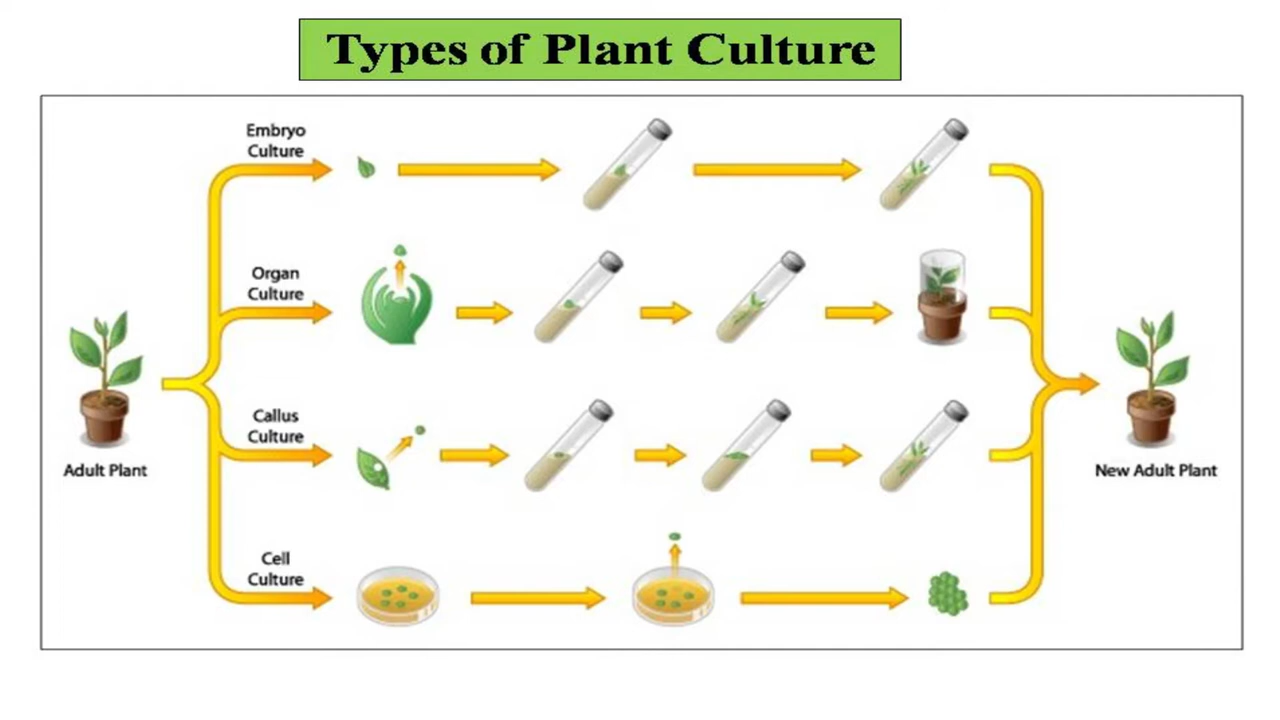 Types of Plant Culture
Embryo
Culture
Organ
Culture
Adult Plant
Callus
Culture
New Adult Plant
Cell
Culture